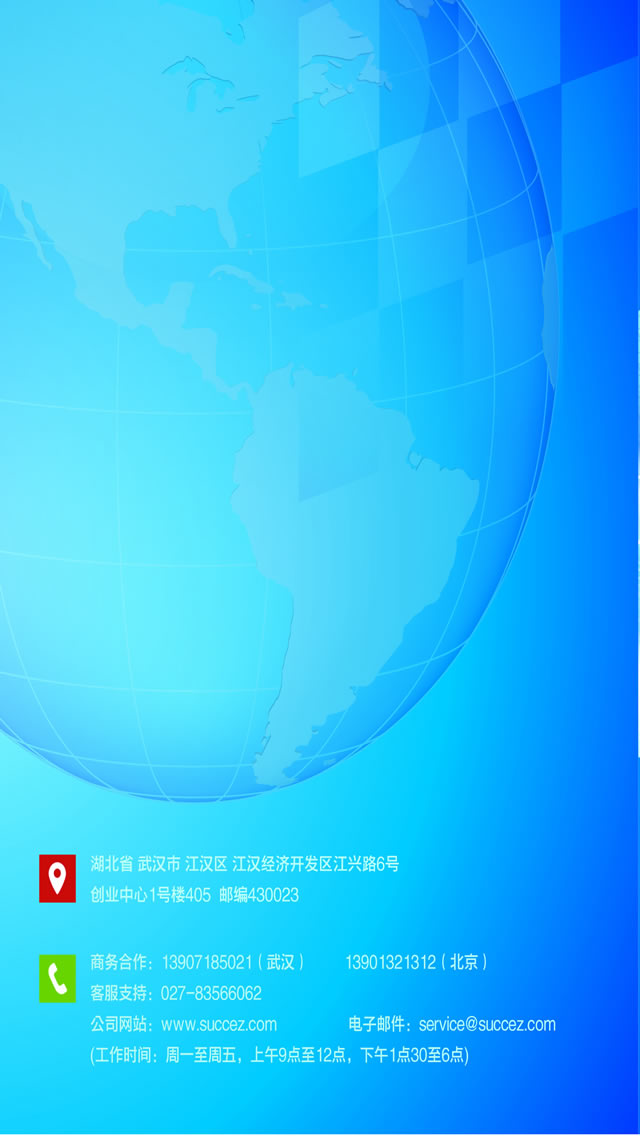 湖北省 武汉市 江汉区 江汉经济开发区江兴路6号
创业中心1号楼405 邮编430023
商务合作：13907185021（武汉） 13901321312（北京）
客服支持：027-83566062
公司网站：www.succez.com 电子邮件：service@succez.com
(工作时间：周一至周五，上午9点至12点，下午1点30至6点)